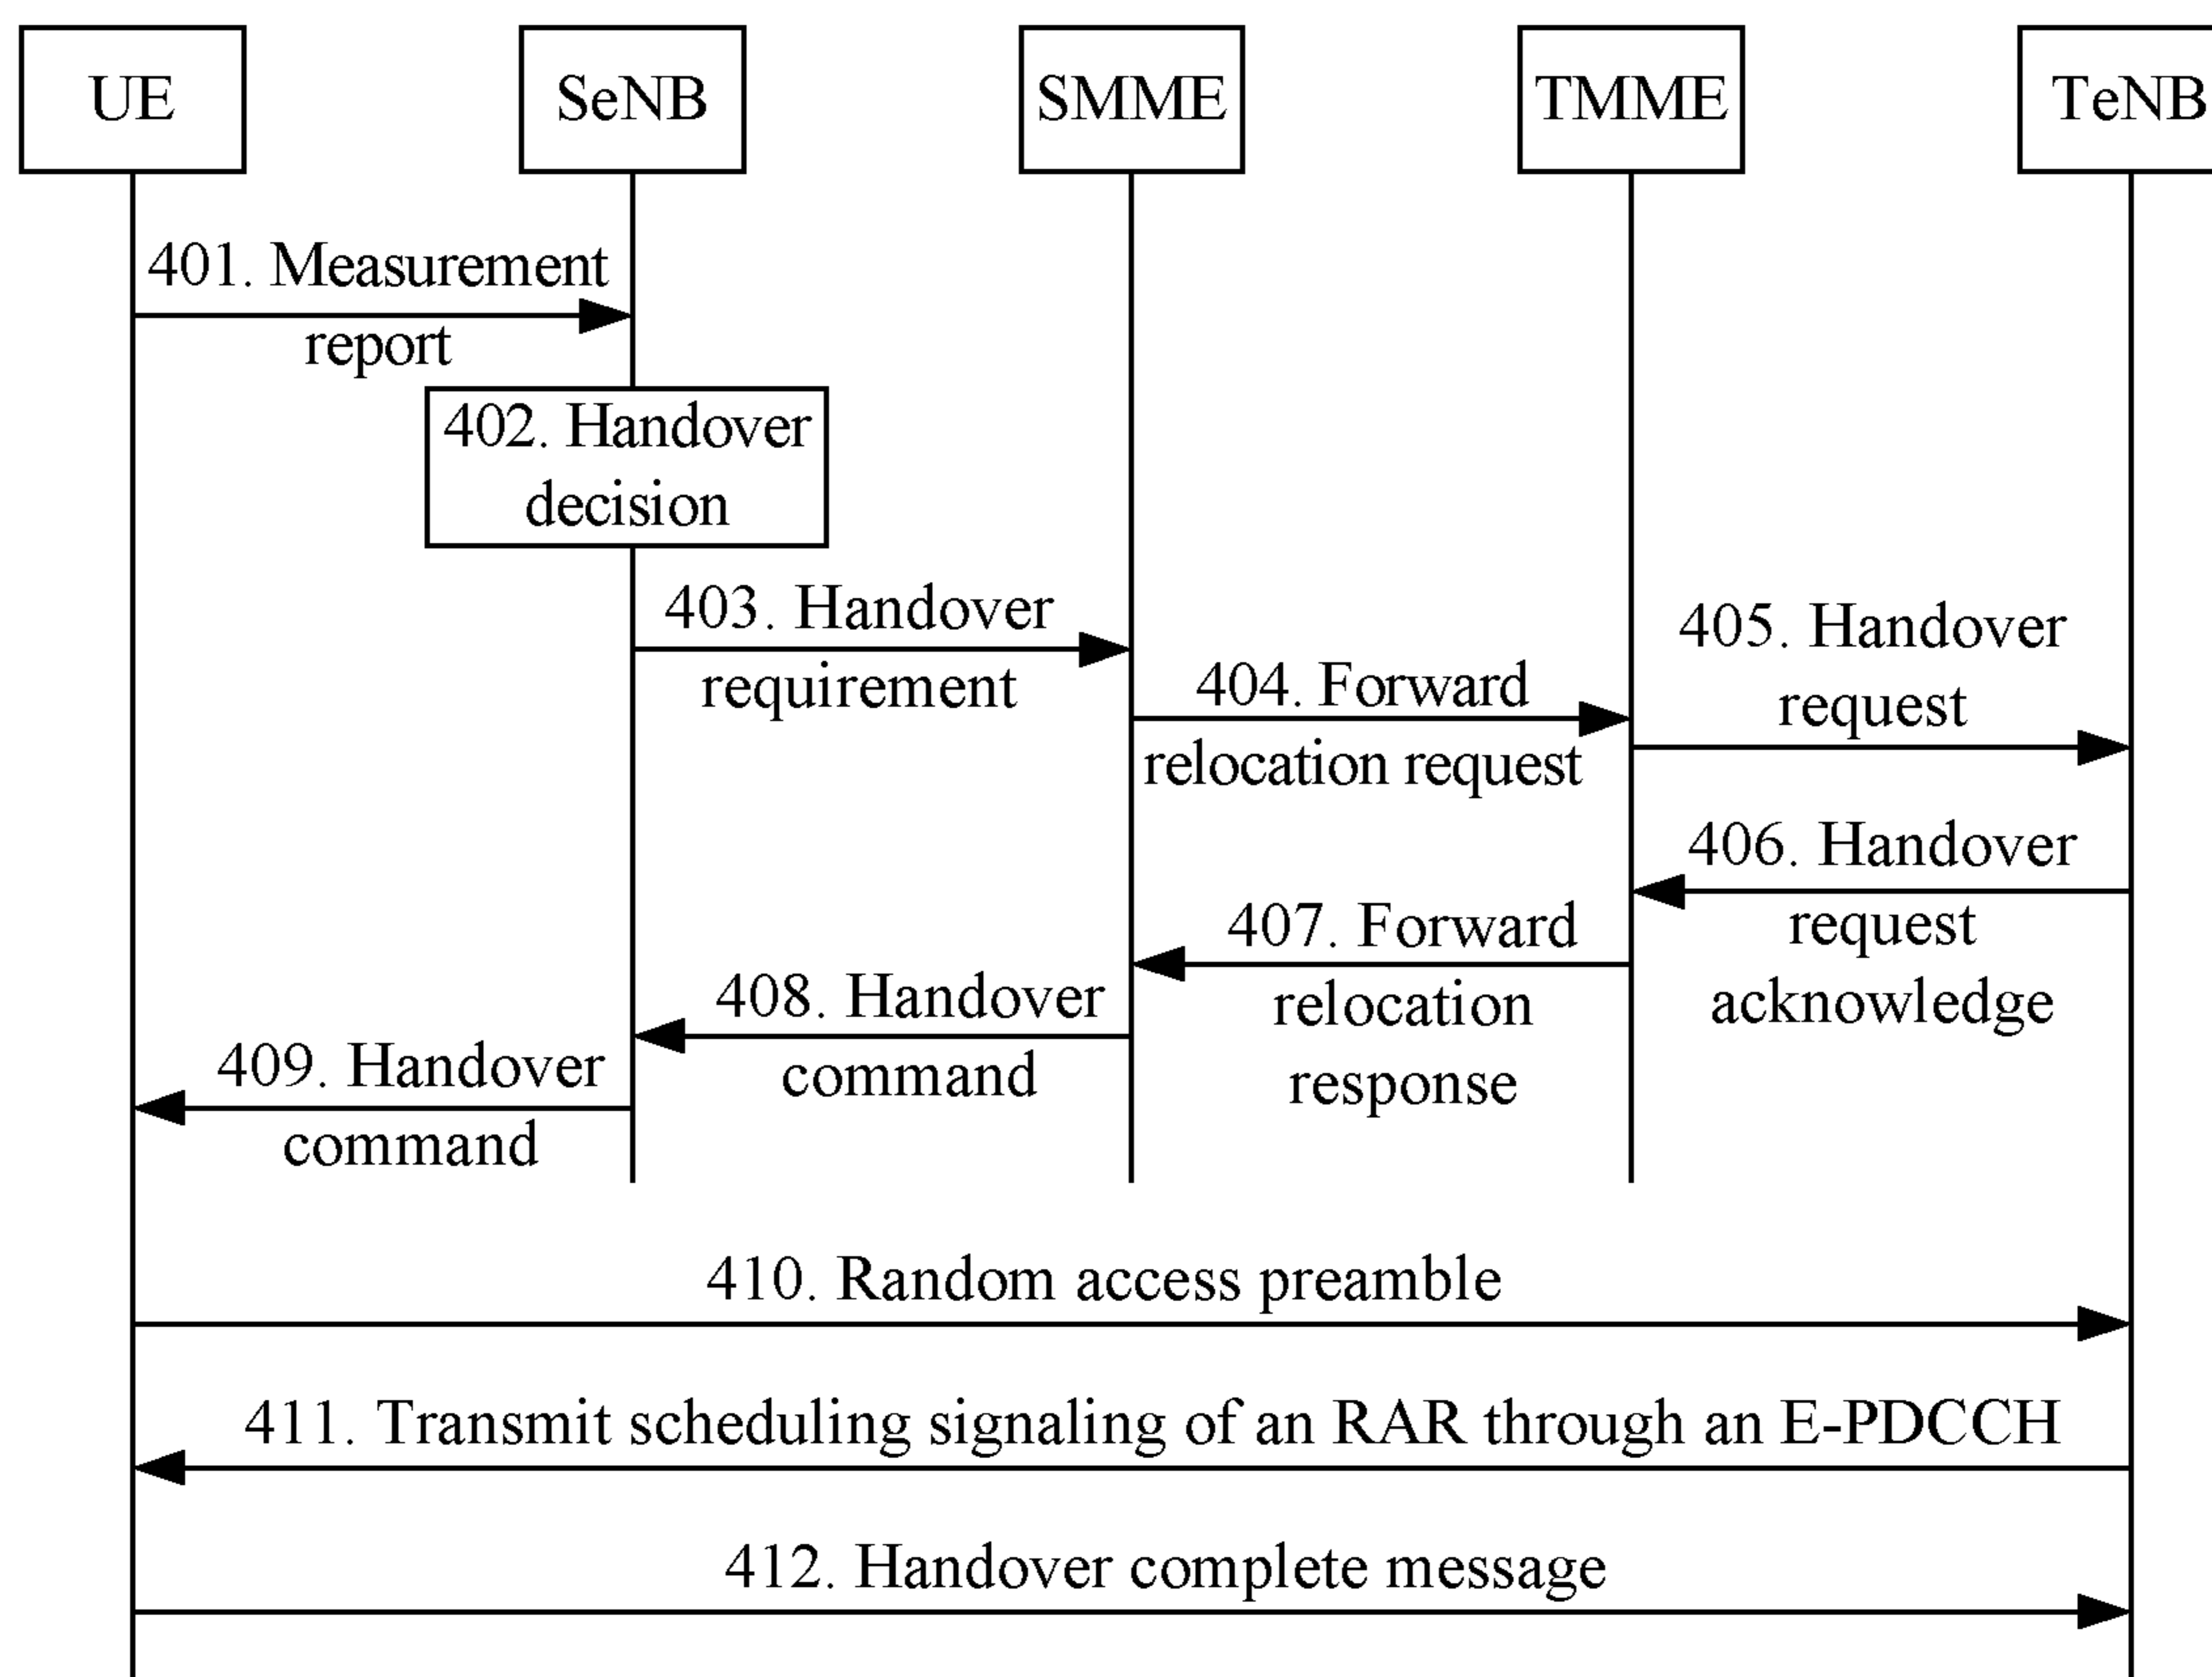 UE
SeNB
SMME
TMME
TeNB
401. Measurement
report
402. Handover
decision
403. Handover
requirement
404. Forward
relocation request
405. Handover
request
406. Handover
request
acknowledge
407. Forward
relocation
response
408. Handover
command
409. Handover
command
410. Random access preamble
411. Transmit scheduling signaling of an RAR through an E-PDCCH
412. Handover complete message